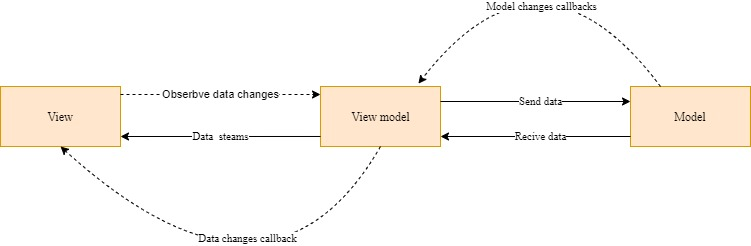 Model changes callbacks
Obserbve data changes
View
View model
Send data
Model
Data steams
Recive data
Data changes callback